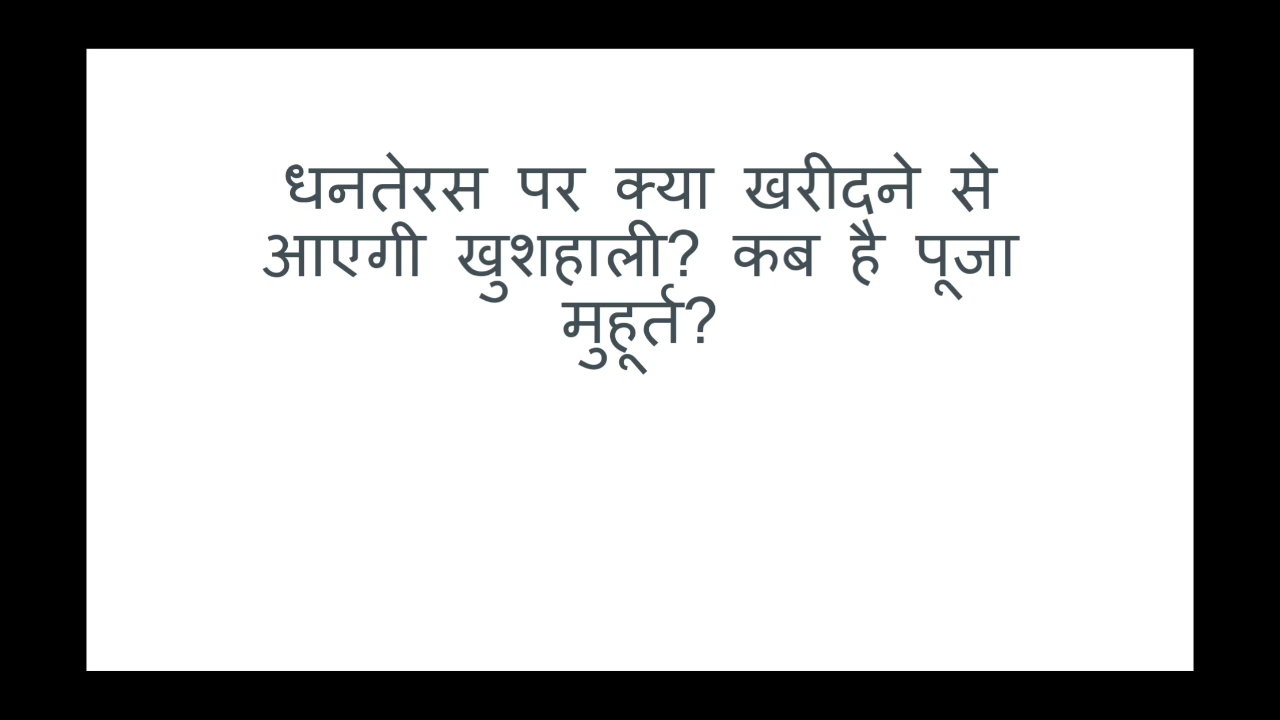 धनतेरस पर क्या खरीदने से
आएगी खुशहाली? कब है पूजा
मुहूर्त?